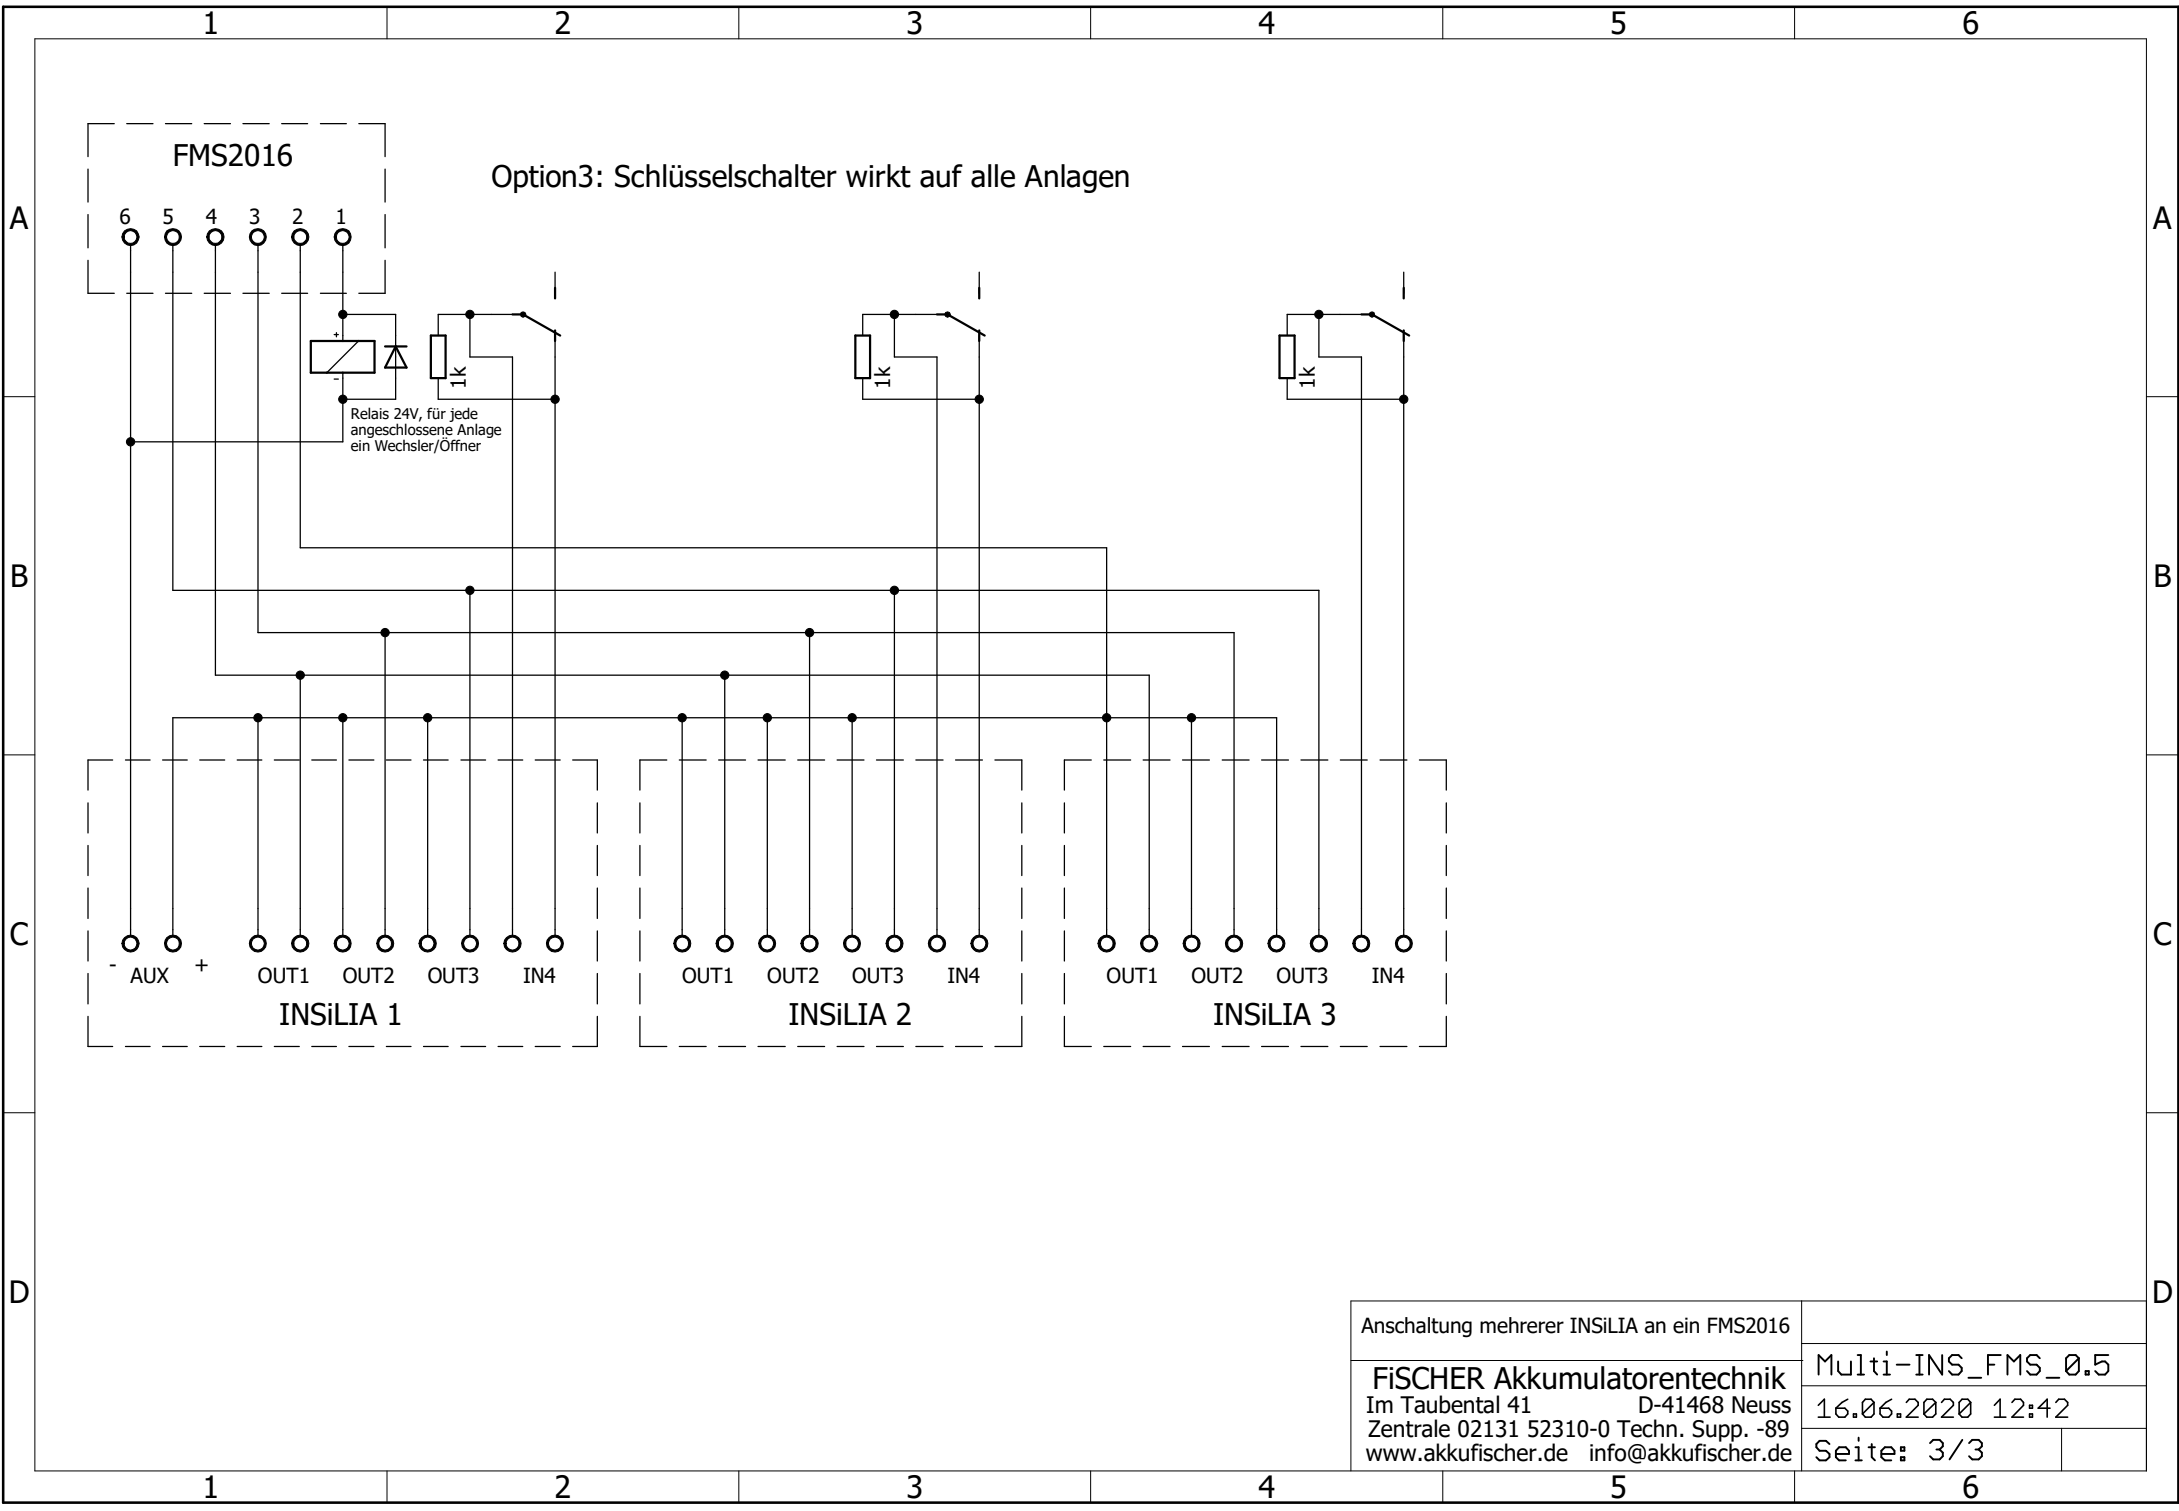 1 2 3 4 5 6
FMS2016
Option3: Schlüsselschalter wirkt auf alle Anlagen
A A
6 5 4 3 2 1
+
-
1k 1k 1k
Relais 24V, für jede
angeschlossene Anlage
ein Wechsler/Öffner
B B
C C
- AUX + OUT1 OUT2 OUT3 IN4 OUT1 OUT2 OUT3 IN4 OUT1 OUT2 OUT3 IN4
INSiLIA 1 INSiLIA 2 INSiLIA 3
D D
Anschaltung mehrerer INSiLIA an ein FMS2016
FiSCHER Akkumulatorentechnik
Im Taubental 41 D-41468 Neuss
Zentrale 02131 52310-0 Techn. Supp. -89
www.akkufischer.de info@akkufischer.de
Multi-INS_FMS_0.5
16.06.2020 12:42
Seite: 3/3
1 2 3 4 5 6